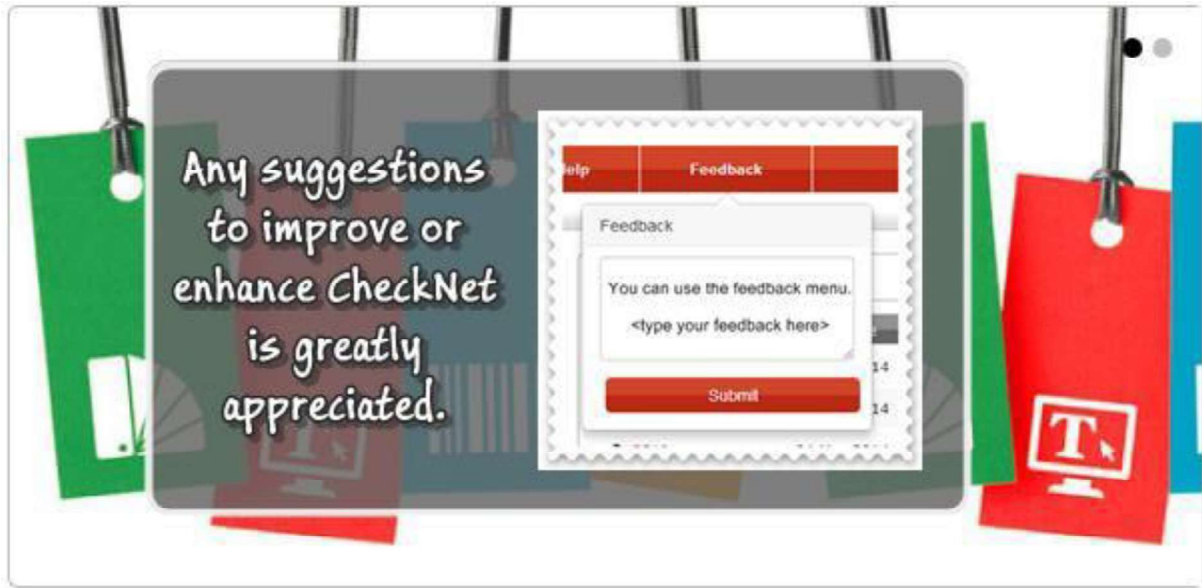 Any suggestions
to improve or
enhance CheckNet
is greatly
appreciated.
Help Feedback
Feedback
You can use the feedback menu.
<type your feedback here>
14
Submit
14
T
T